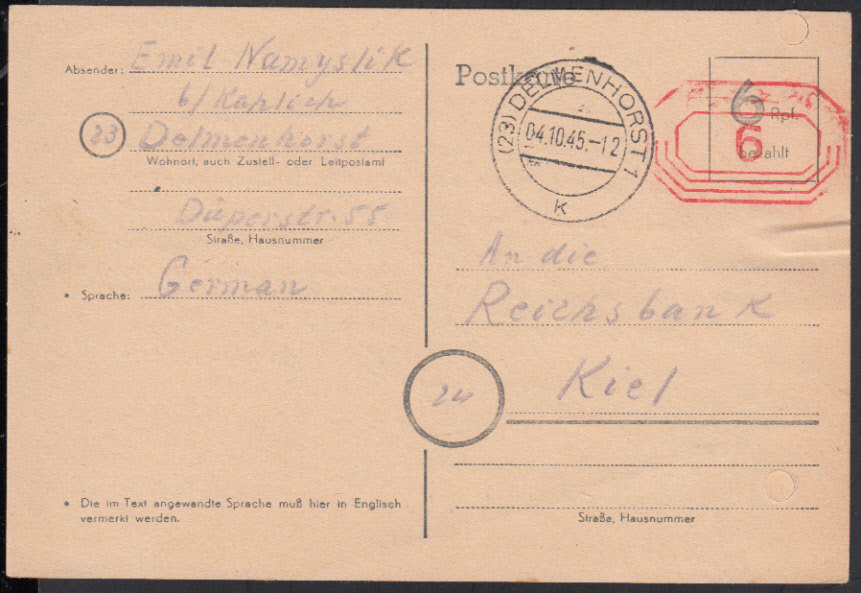 Absender: Emil Namyslik
b/ Kaplich
23 Delmenhorst
Wohnort, auch Zustell- oder Leitpostamt
Düperstr. 55
Straße, Hausnummer
• Sprache: German
• Die im Text angewandte Sprache muß hier in Englisch
vermerkt werden.
Postkarte
(23) DELMENHORST 1
04.10.45.-12
K
6 Rpf.
6
bezahlt
An die
Reichsbank
24 Kiel
Straße, Hausnummer